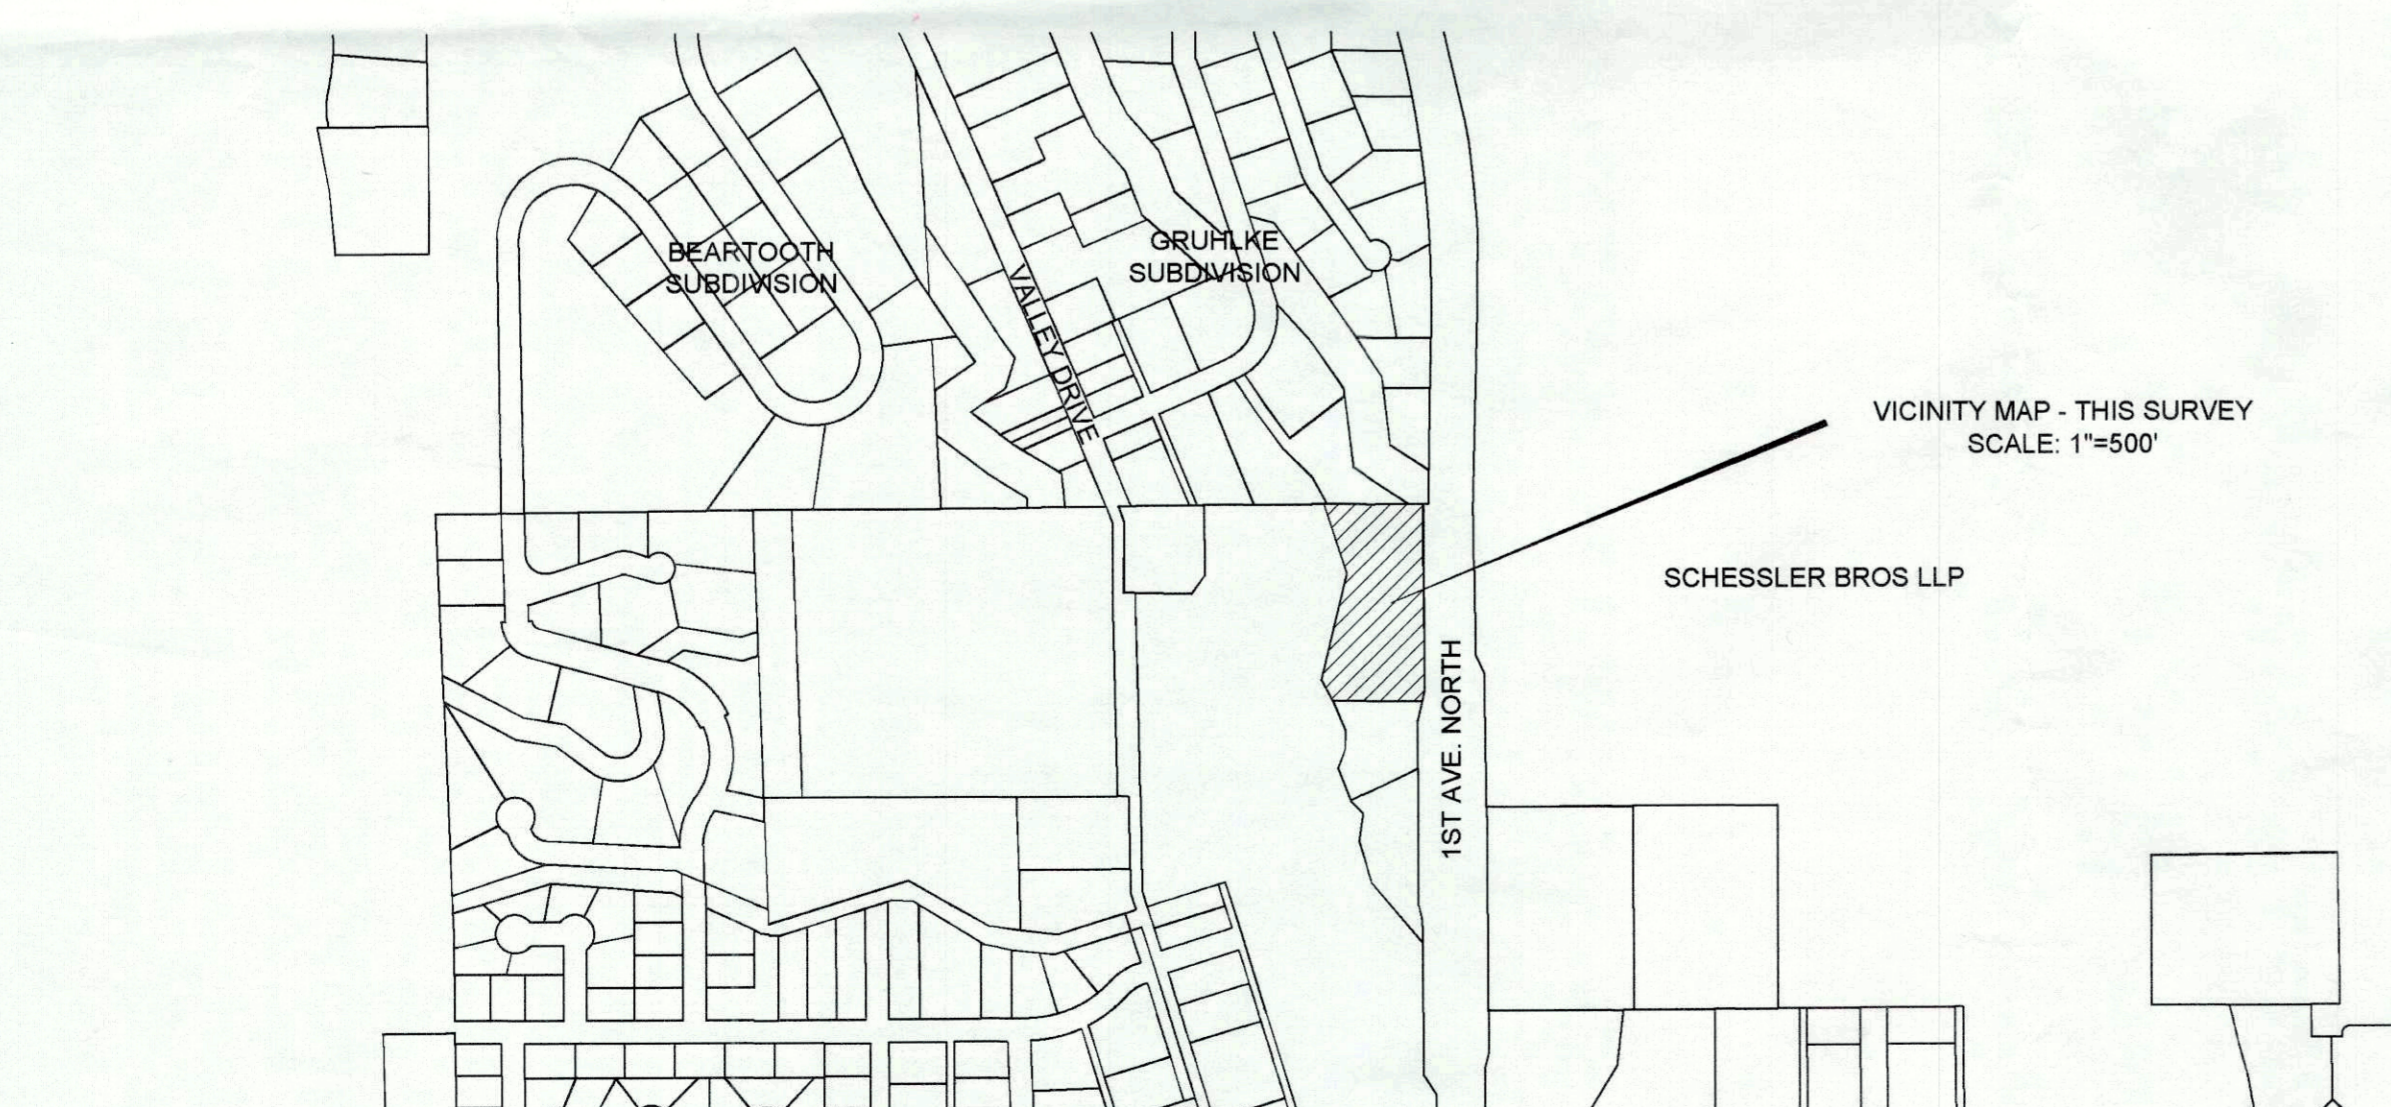 BEARTOOTH
SUBDIVISION
GRUHLKE
SUBDIVISION
VALLEY DRIVE
VICINITY MAP - THIS SURVEY
SCALE: 1"=500'
SCHESSLER BROS LLP
1ST AVE. NORTH